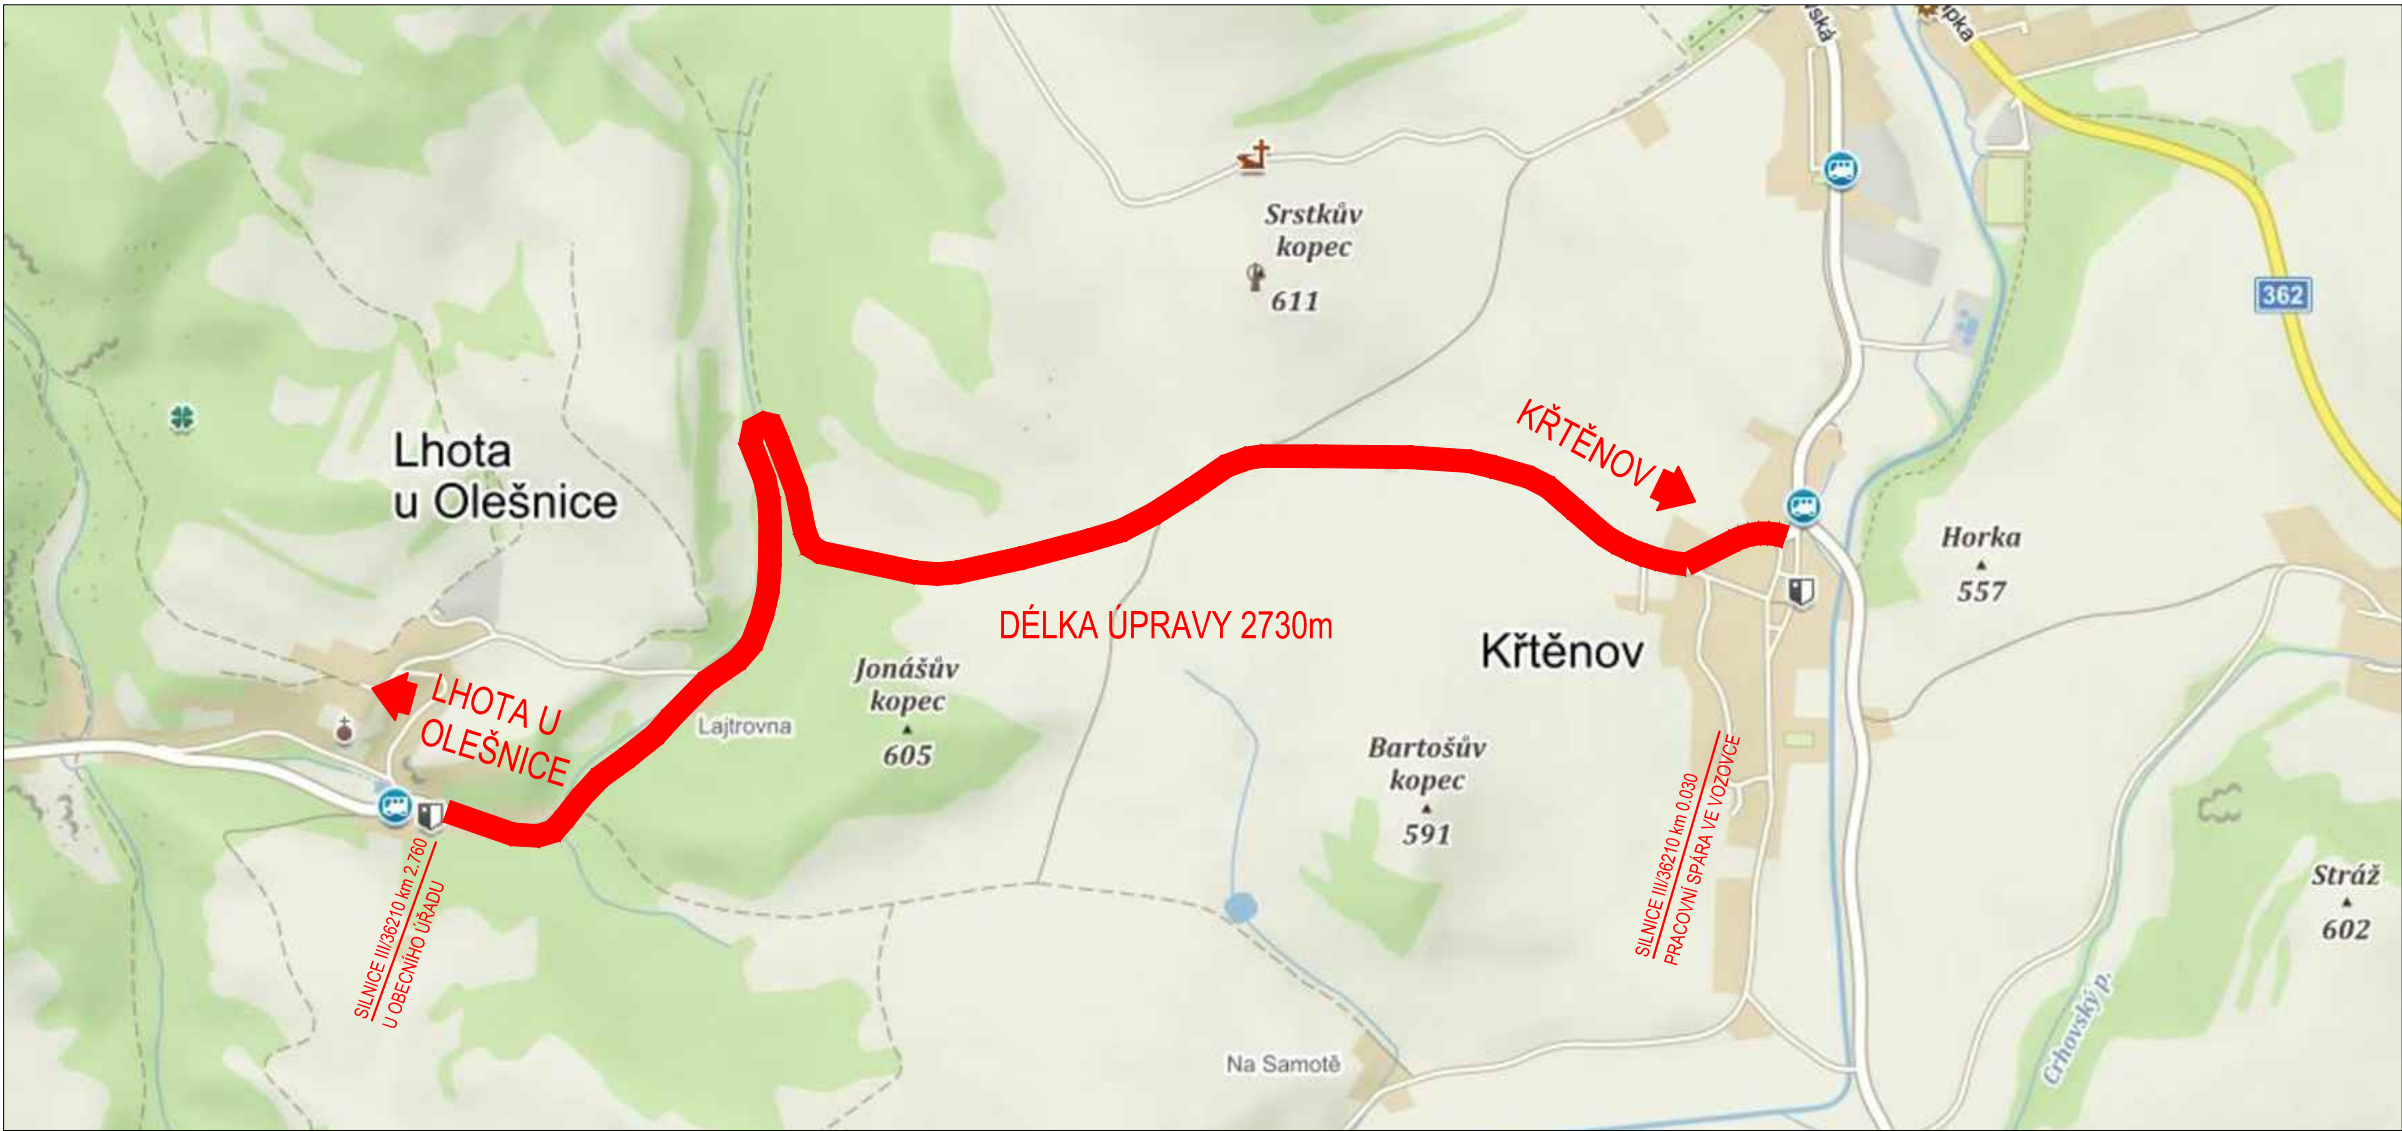 Srstkův
kopec
611
362
KŘTĚNOV
Lhota
u Olešnice
Horka
557
DÉLKA ÚPRAVY 2730m
Křtěnov
Jonášův
kopec
605
LHOTA U
OLEŠNICE
Lajtrovna
Bartošův
kopec
591
SILNICE III/36210 km 0.030
PRACOVNÍ SPÁRA VE VOZOVCE
SILNICE III/36210 km 2.760
U OBECNÍHO ÚŘADU
Stráž
602
Crhovský p.
Na Samotě